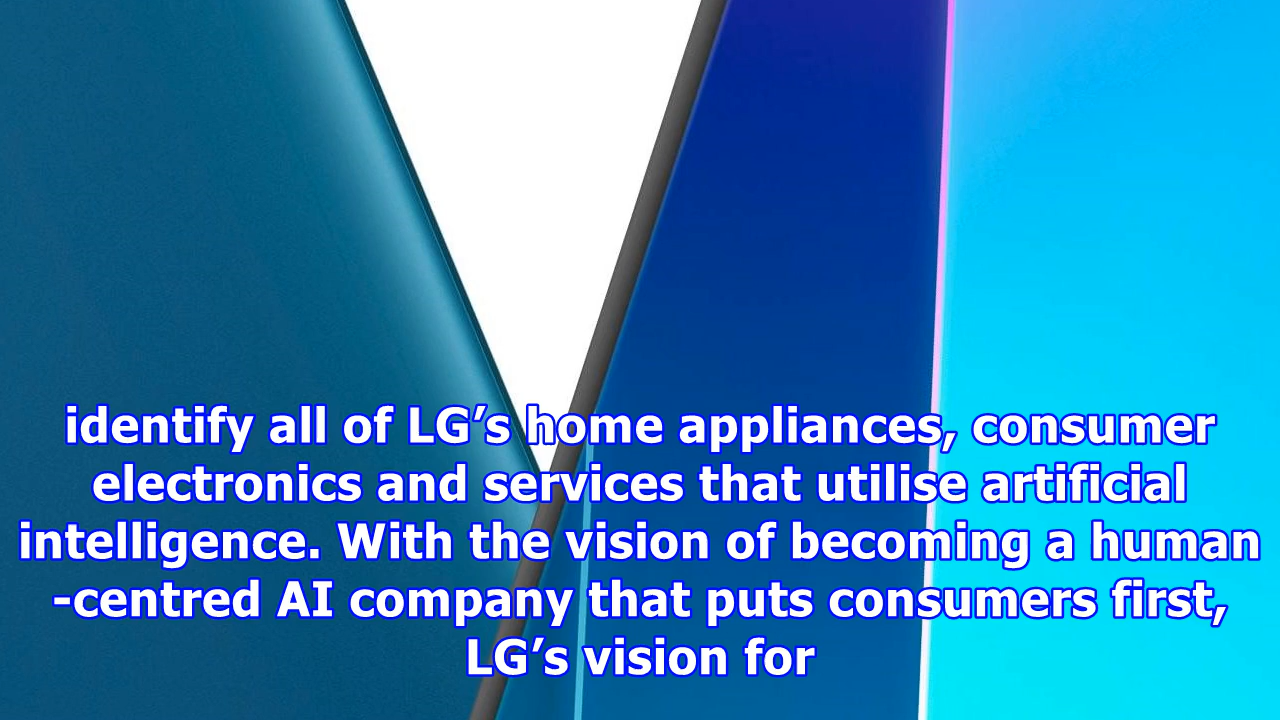 identify all of LG’s home appliances, consumer
electronics and services that utilise artificial
intelligence. With the vision of becoming a human
-centred AI company that puts consumers first,
LG’s vision for